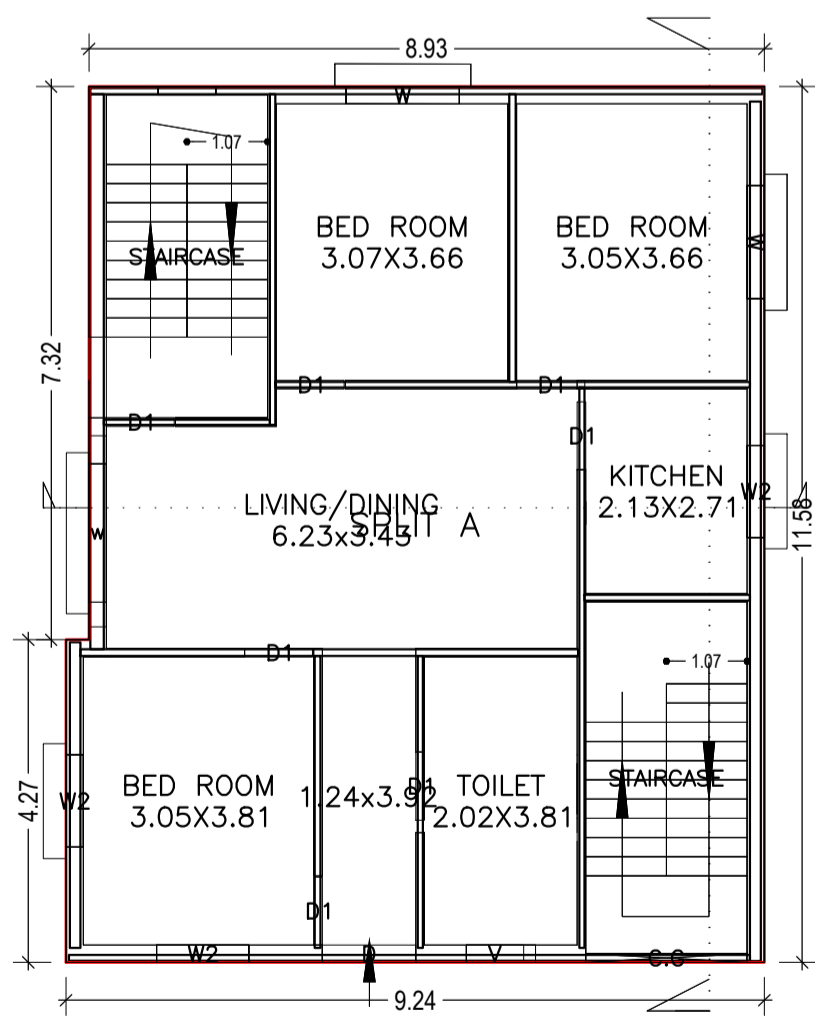 8.93
W
1.07
BED ROOM
3.07X3.66
BED ROOM
3.05X3.66
W
STAIRCASE
7.32
D1
D1
D1
D1
KITCHEN
2.13X2.71
W2
LIVING/DINING
6.23x3.43
SPLIT A
11.58
W
D1
1.07
4.27
BED ROOM
3.05X3.81
W2
1.24x3.92
D1
TOILET
2.02X3.81
STAIRCASE
D1
W2
D
V
C.G
9.24